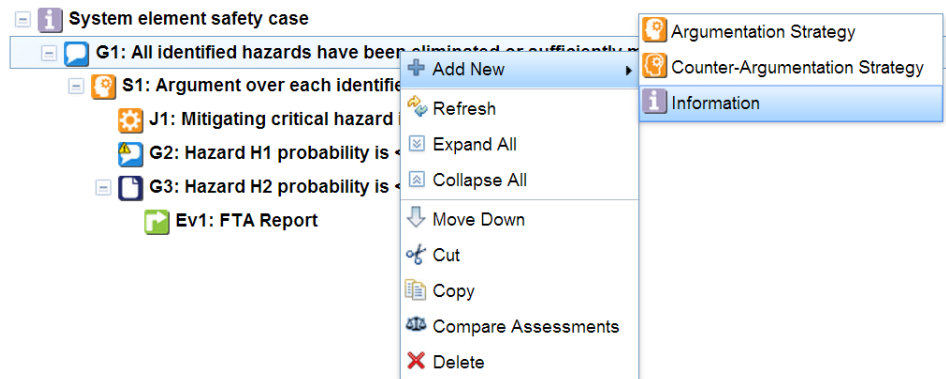 System element safety case
G1: All identified hazards have been eliminated or sufficiently m
S1: Argument over each identifie
J1: Mitigating critical hazard
G2: Hazard H1 probability is <
G3: Hazard H2 probability is <
Ev1: FTA Report
Add New
Refresh
Expand All
Collapse All
Move Down
Cut
Copy
Compare Assessments
Delete
Argumentation Strategy
Counter-Argumentation Strategy
Information